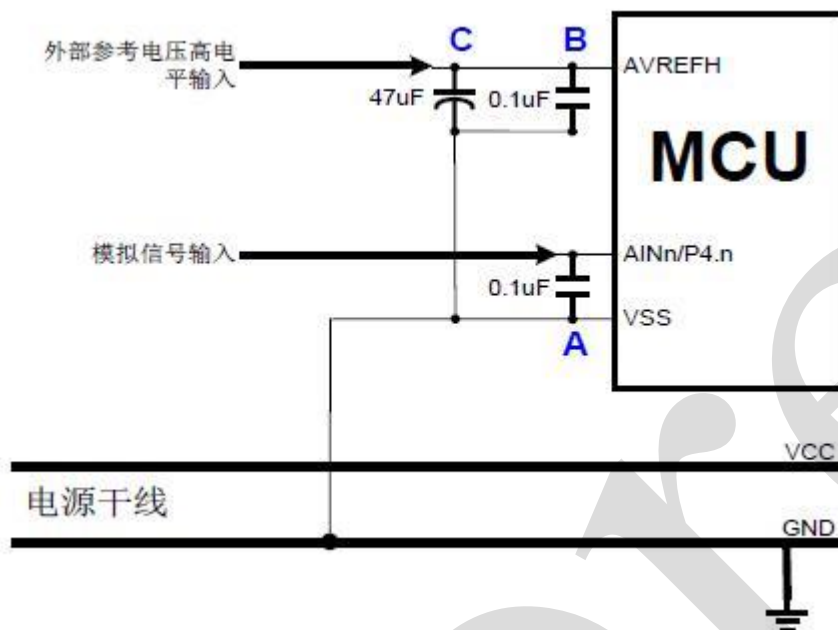 C
B
外部参考电压高电
平输入
AVREFH
47uF
0.1uF
MCU
模拟信号输入
AINn/P4.n
0.1uF
VSS
A
VCC
电源干线
GND